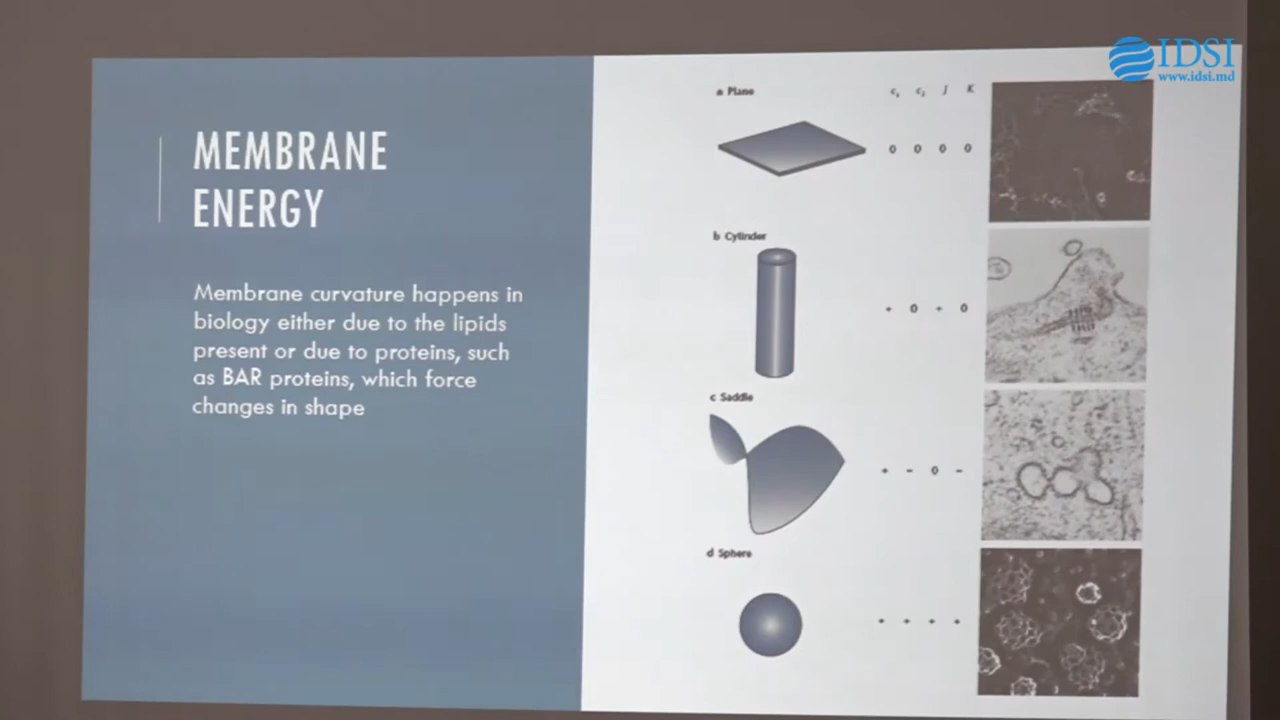 IDSI
www.idsi.md
MEMBRANE
ENERGY
Membrane curvature happens in
biology either due to the lipids
present or due to proteins, such
as BAR proteins, which force
changes in shape
a Plane
c₁ c₂ J K
0 0 0 0
b Cylinder
+ 0 + 0
c Saddle
+ - 0 -
d Sphere
+ + + +